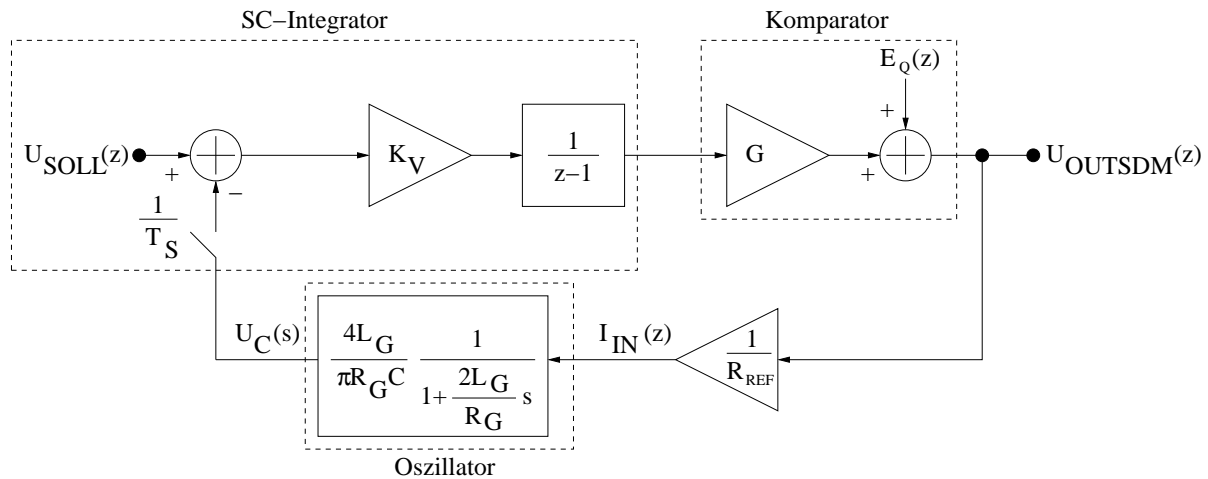 SC−Integrator
Komparator
E_Q(z)
+
U_SOLL(z)
+
−
K_V
1
z−1
G
+
U_OUTSDM(z)
1
T_S
U_C(s)
4L_G
πR_GC
1
1+ 2L_G
R_G
s
I_IN(z)
1
R_REF
Oszillator